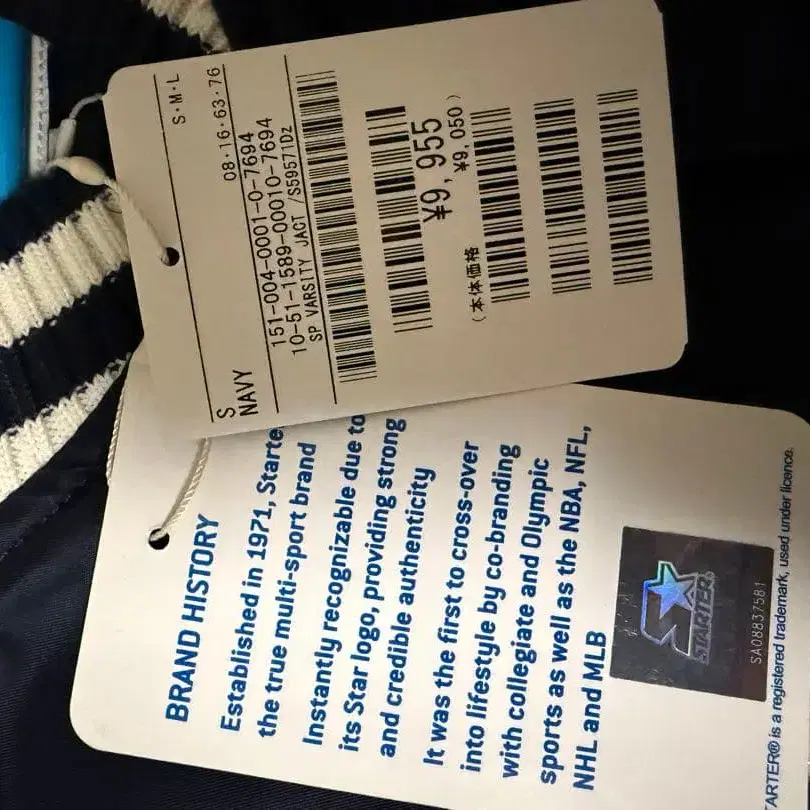 S・M・L
08・16・63・76
S
NAVY
151-004-0001-0-7694
10-51-1589-00010-7694
SP VARSITY JACT /S59571Dz
¥9,955
(本体価格 ¥9,050)
BRAND HISTORY
Established in 1971, Starte
the true multi-sport brand
Instantly recognizable due to
its Star logo, providing strong
and credible authenticity
It was the first to cross-over
into lifestyle by co-branding
with collegiate and Olympic
sports as well as the NBA, NFL,
NHL and MLB
STARTER
SA08837581
ARTER® is a registered trademark, used under licence.